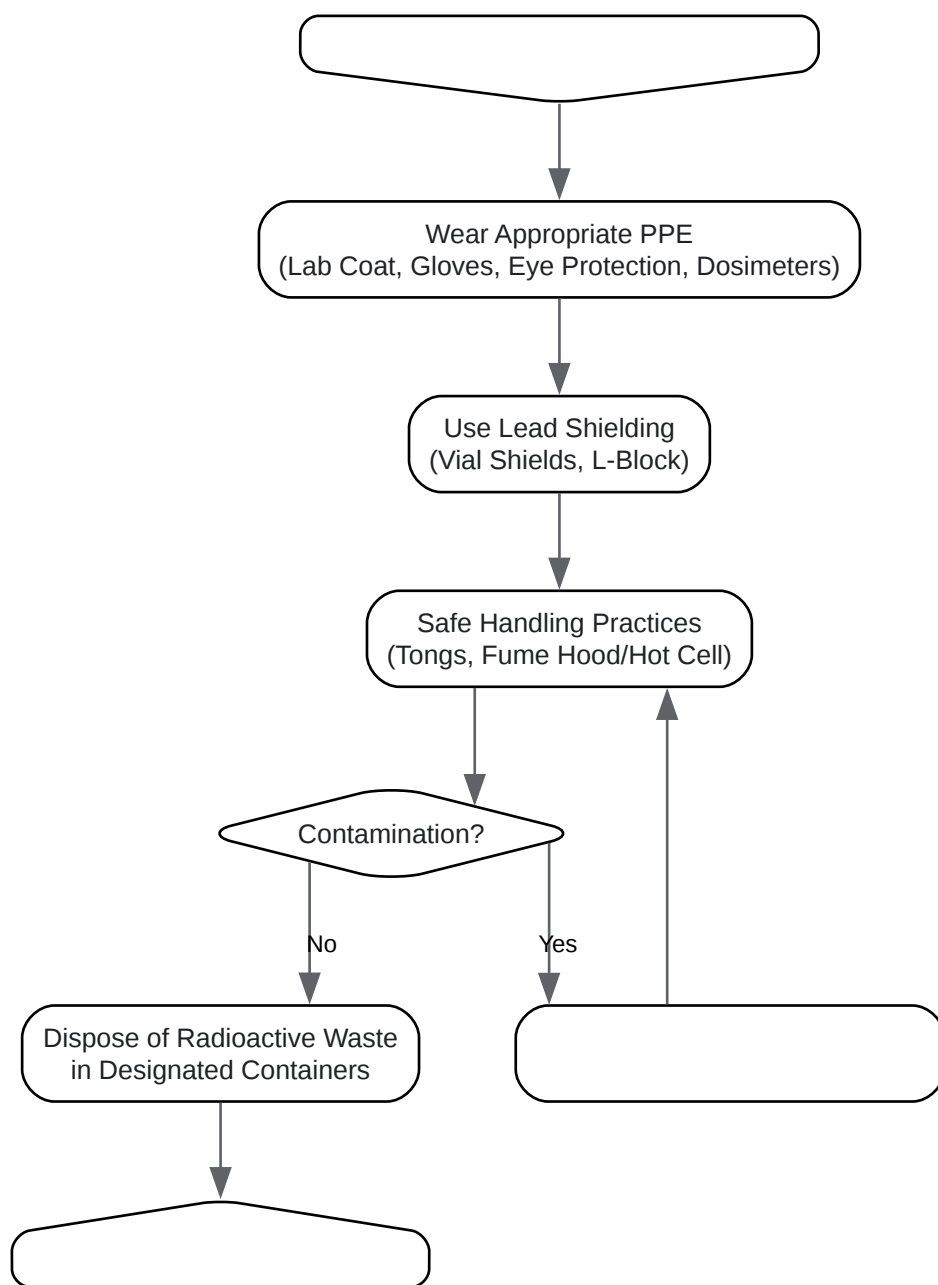 Wear Appropriate PPE
(Lab Coat, Gloves, Eye Protection, Dosimeters)
Use Lead Shielding
(Vial Shields, L-Block)
Safe Handling Practices
(Tongs, Fume Hood/Hot Cell)
Contamination?
No
Yes
Dispose of Radioactive Waste
in Designated Containers